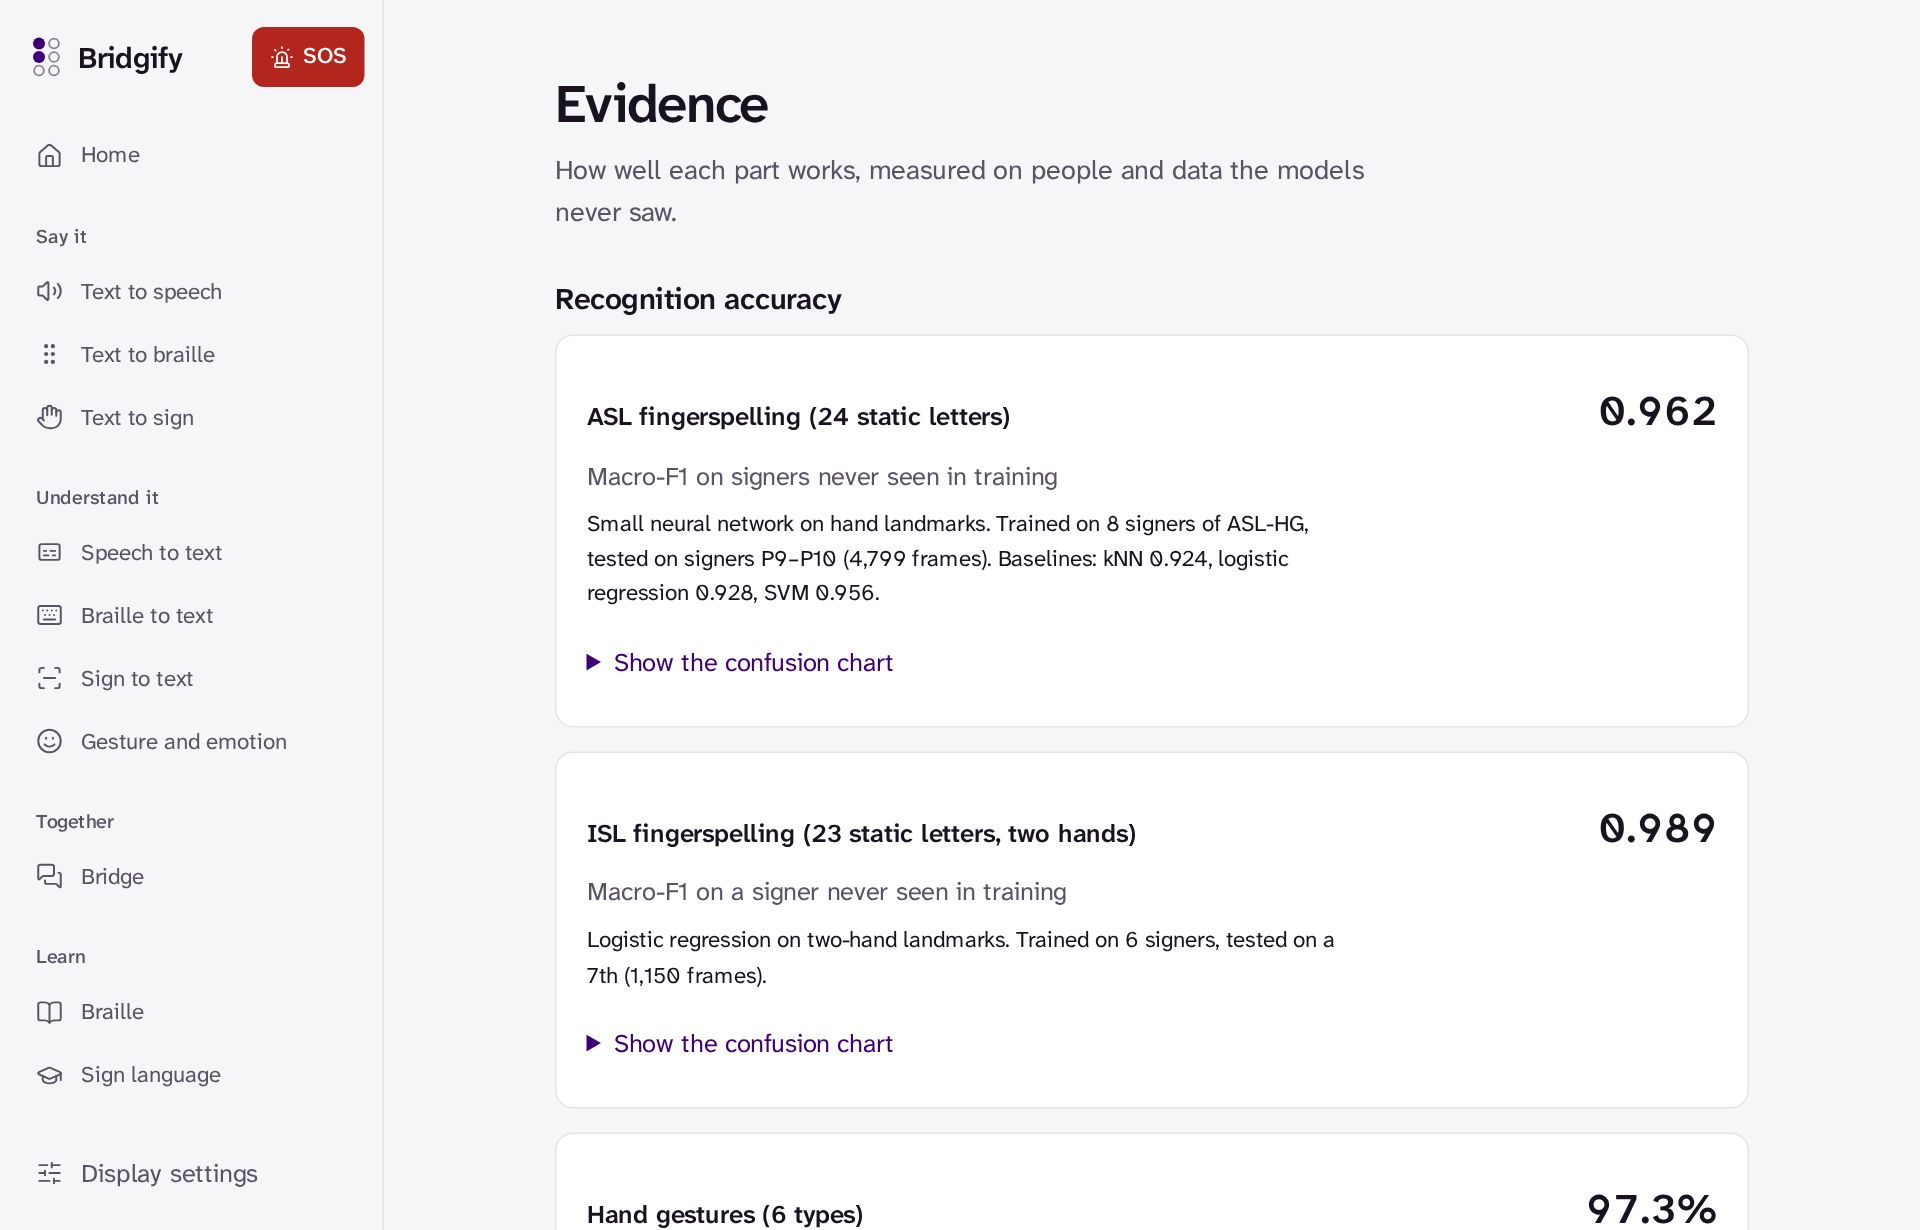 Bridgify
SOS
Home
Say it
Text to speech
Text to braille
Text to sign
Understand it
Speech to text
Braille to text
Sign to text
Gesture and emotion
Together
Bridge
Learn
Braille
Sign language
Display settings
Evidence
How well each part works, measured on people and data the models
never saw.
Recognition accuracy
ASL fingerspelling (24 static letters)
0.962
Macro-F1 on signers never seen in training
Small neural network on hand landmarks. Trained on 8 signers of ASL-HG,
tested on signers P9–P10 (4,799 frames). Baselines: kNN 0.924, logistic
regression 0.928, SVM 0.956.
Show the confusion chart
ISL fingerspelling (23 static letters, two hands)
0.989
Macro-F1 on a signer never seen in training
Logistic regression on two-hand landmarks. Trained on 6 signers, tested on a
7th (1,150 frames).
Show the confusion chart
Hand gestures (6 types)
97.3%